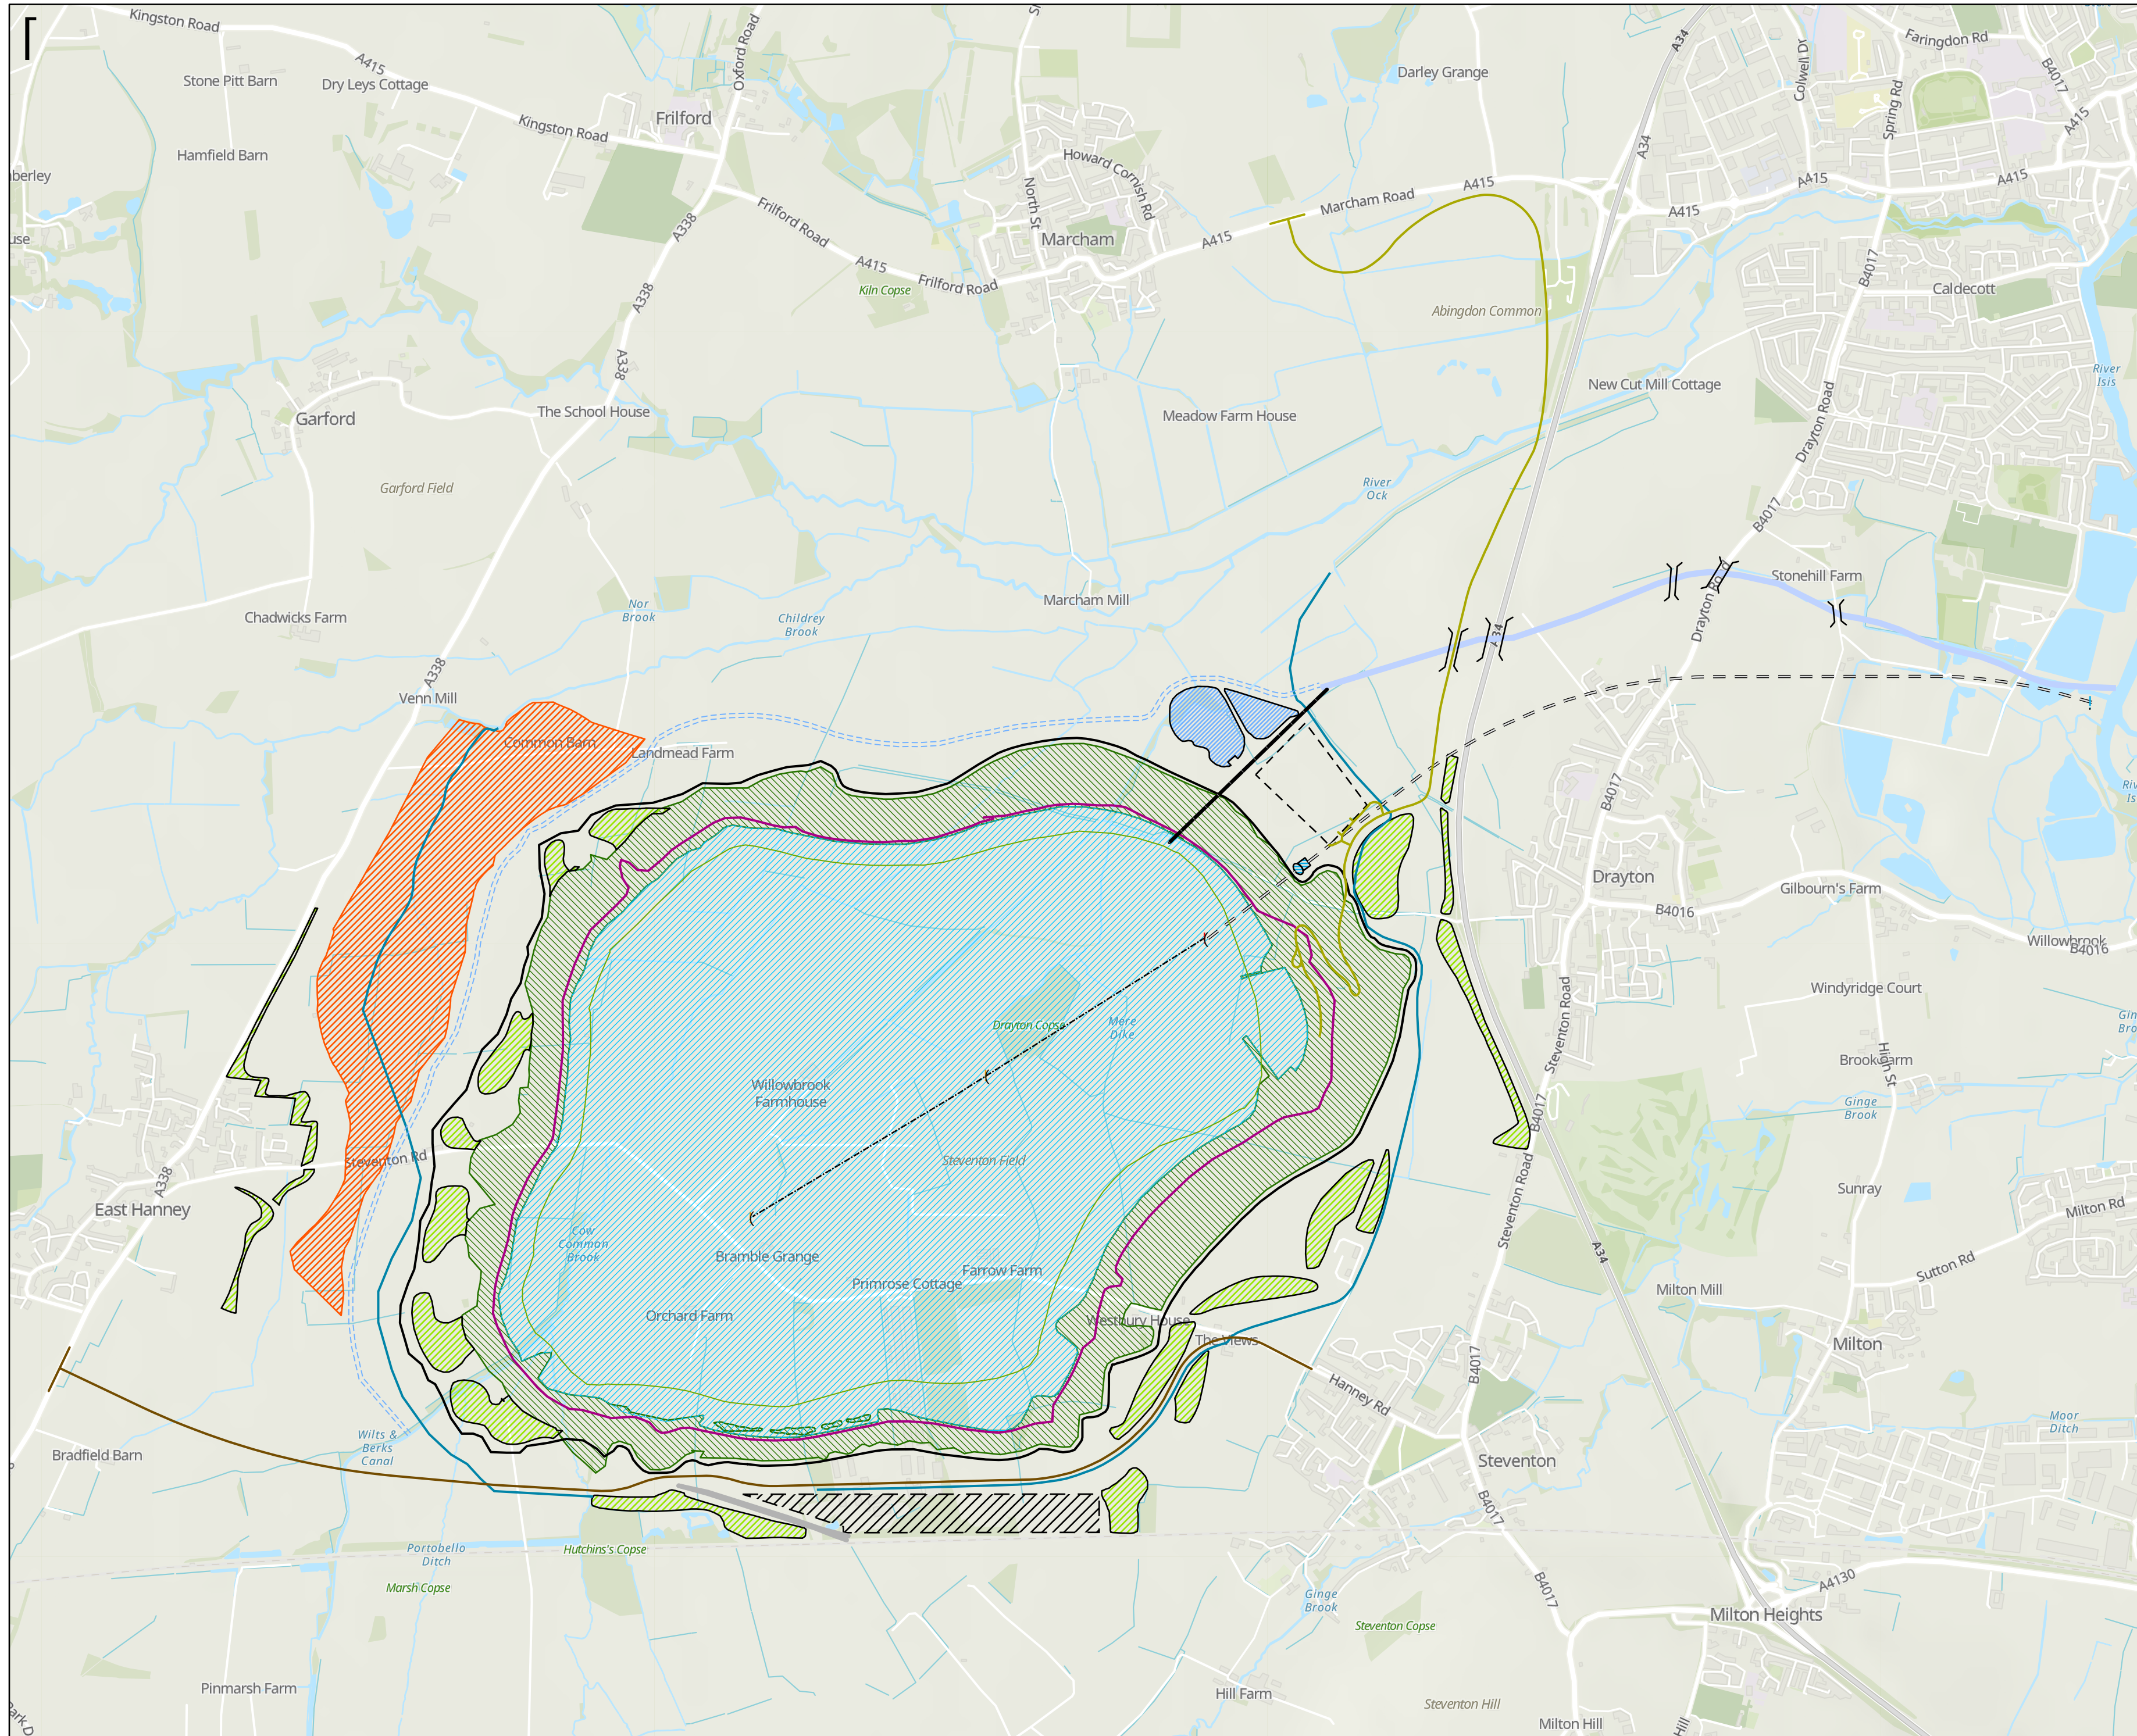 Kingston Road
Oxford Road
A34
Colwell Dr
Faringdon Rd
B4017
A415
Stone Pitt Barn
Dry Leys Cottage
Darley Grange
Spring Rd
A415
Frilford
Kingston Road
Hamfield Barn
Howard Cornish Rd
A34
North St
A415
A415
A415
Marcham Road
A415
Frilford Road
A338
Marcham
A415
B4017
A415
Frilford Road
Kiln Copse
Caldecott
A338
Abingdon Common
A338
New Cut Mill Cottage
River
Isis
Garford
The School House
Meadow Farm House
Drayton Road
Garford Field
River
Ock
B4017
Stonehill Farm
Marcham Mill
Nor
Brook
Childrey
Brook
Chadwicks Farm
Drayton Road
A34
A338
Venn Mill
Common Barn
Landmead Farm
B4017
Drayton
Gilbourn's Farm
B4016
Willowbrook
B4016
Windyridge Court
Drayton Copse
Mere
Dike
Steventon Road
High St
Brook Farm
Willowbrook
Farmhouse
B4017
Ginge
Brook
Steventon Rd
Steventon Field
A338
East Hanney
Steventon Road
Sunray
Milton Rd
Cow
Common
Brook
Bramble Grange
Farrow Farm
Primrose Cottage
A34
Sutton Rd
Milton Mill
Orchard Farm
Westbury House
The Views
Milton
B4017
Hanney Rd
Wilts &
Berks
Canal
Moor
Ditch
Bradfield Barn
Steventon
B4017
Portobello
Ditch
Hutchins's Copse
Marsh Copse
B4017
A4130
Ginge
Brook
Milton Heights
Steventon Copse
Pinmarsh Farm
Hill Farm
Steventon Hill
Milton Hill
Hill